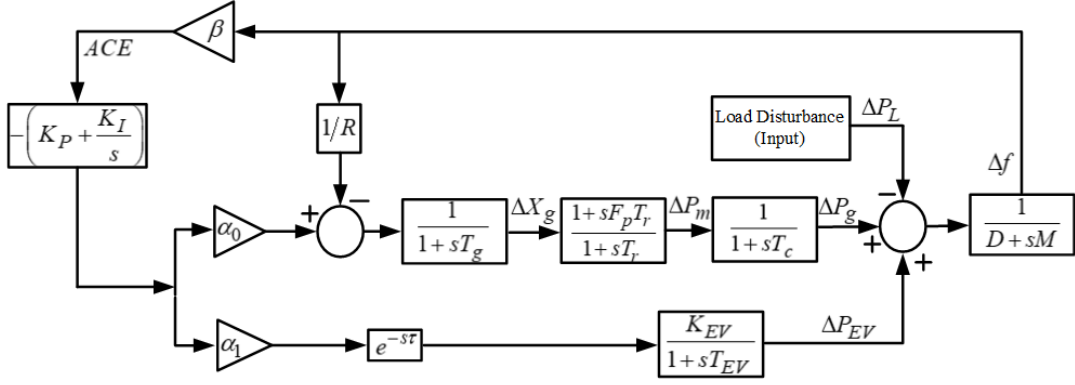 β
ACE
-(K_P + K_I/s)
1/R
Load Disturbance
(Input)
ΔP_L
Δf
α_0
+
−
1/(1+sT_g)
ΔX_g
(1+sF_pT_r)/(1+sT_r)
ΔP_m
1/(1+sT_c)
ΔP_g
−
+
+
1/(D+sM)
α_1
e^{-sτ}
K_EV/(1+sT_EV)
ΔP_EV